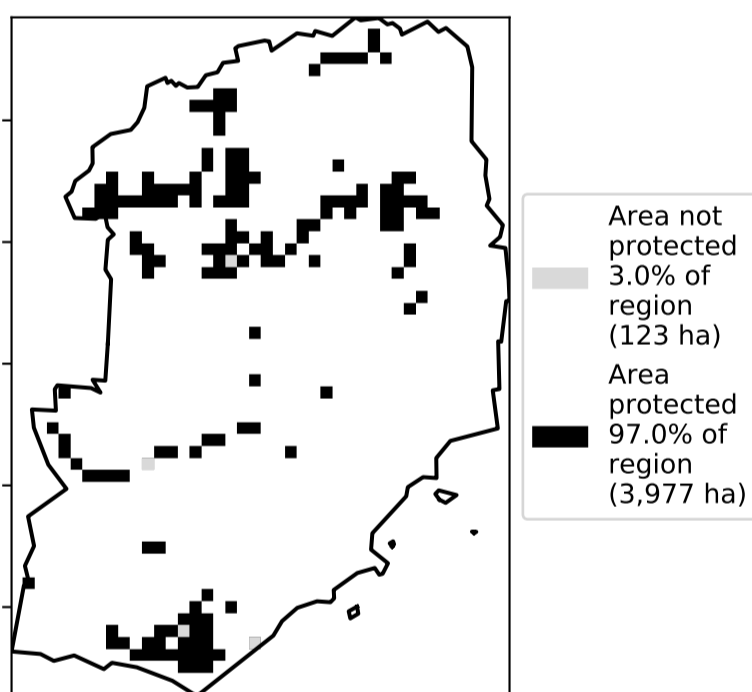 Area not
protected
3.0% of
region
(123 ha)
Area
protected
97.0% of
region
(3,977 ha)